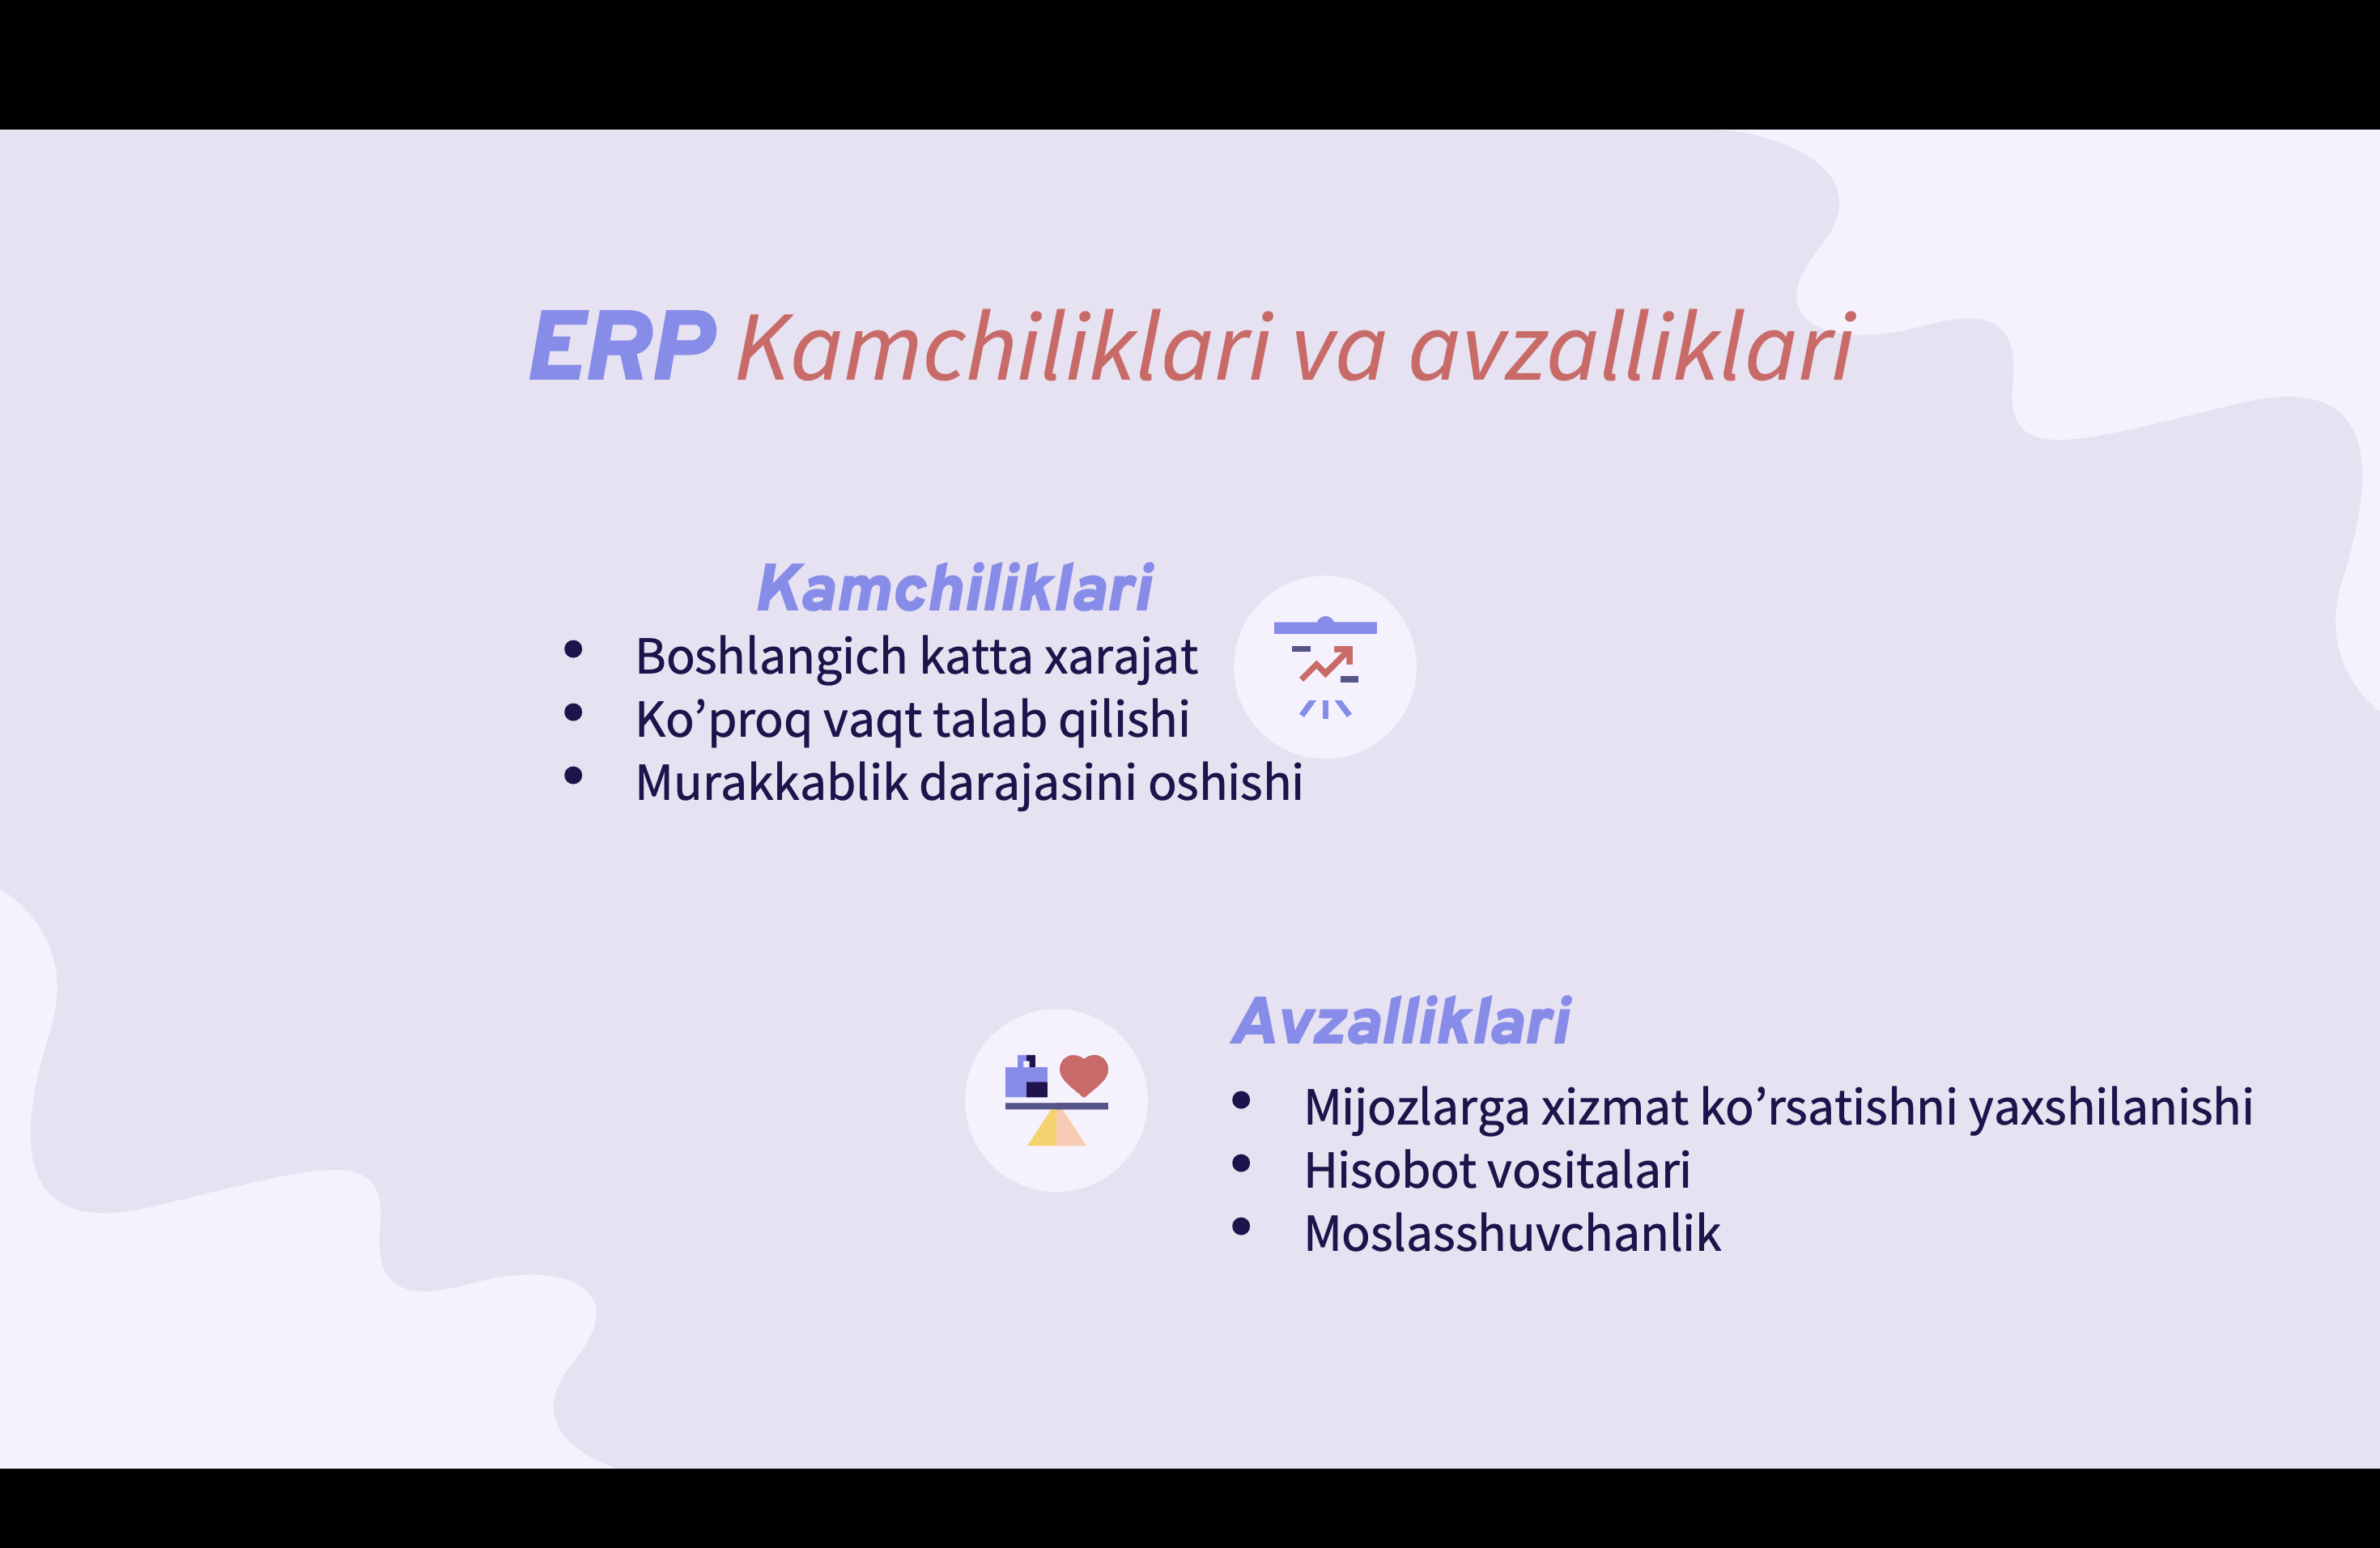 ERP Kamchiliklari va avzalliklari
Kamchiliklari
• Boshlangich katta xarajat
• Ko’proq vaqt talab qilishi
• Murakkablik darajasini oshishi
Avzalliklari
• Mijozlarga xizmat ko’rsatishni yaxshilanishi
• Hisobot vositalari
• Moslasshuvchanlik